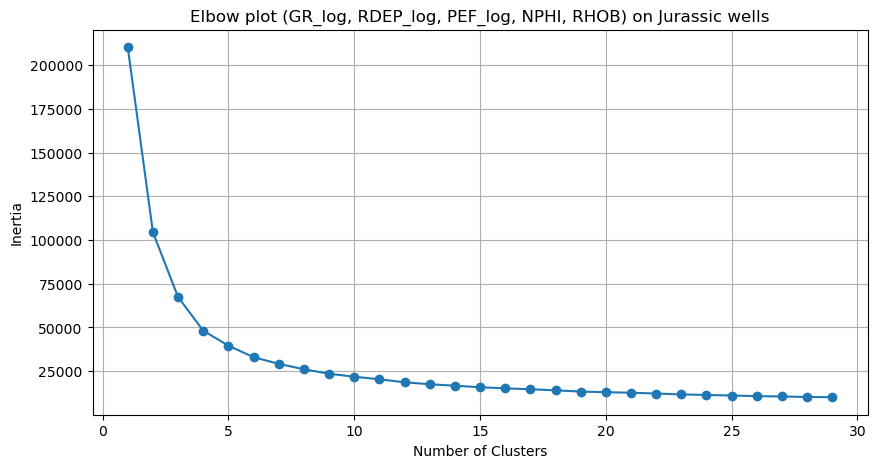 Elbow plot (GR_log, RDEP_log, PEF_log, NPHI, RHOB) on Jurassic wells
200000
175000
150000
125000
100000
75000
50000
25000
Inertia
0 5 10 15 20 25 30
Number of Clusters